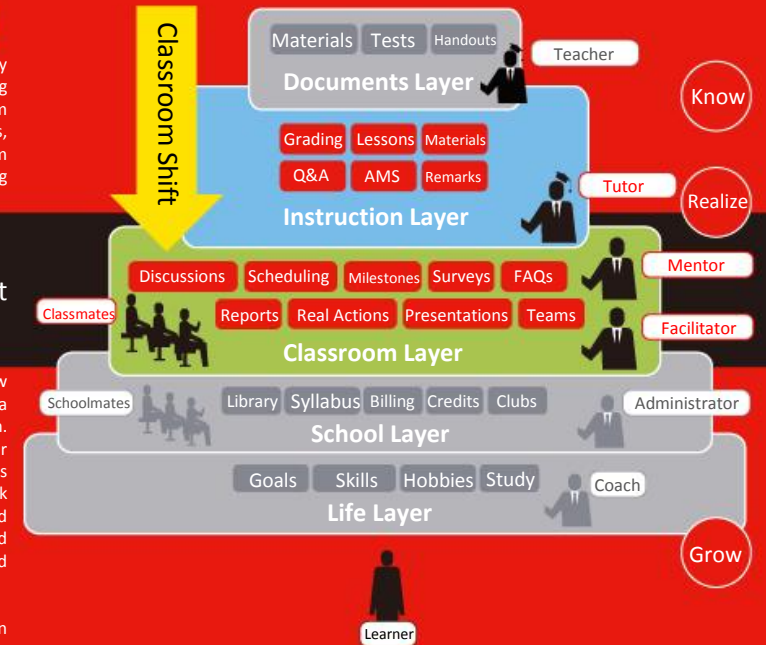 Classroom Shift
Materials Tests Handouts
Teacher
Documents Layer
Know
Grading Lessons Materials
Q&A AMS Remarks
Tutor
Realize
Instruction Layer
Discussions Scheduling Milestones Surveys FAQs
Mentor
Classmates
Reports Real Actions Presentations Teams
Facilitator
Classroom Layer
Schoolmates
Library Syllabus Billing Credits Clubs
Administrator
School Layer
Goals Skills Hobbies Study
Coach
Life Layer
Grow
Learner